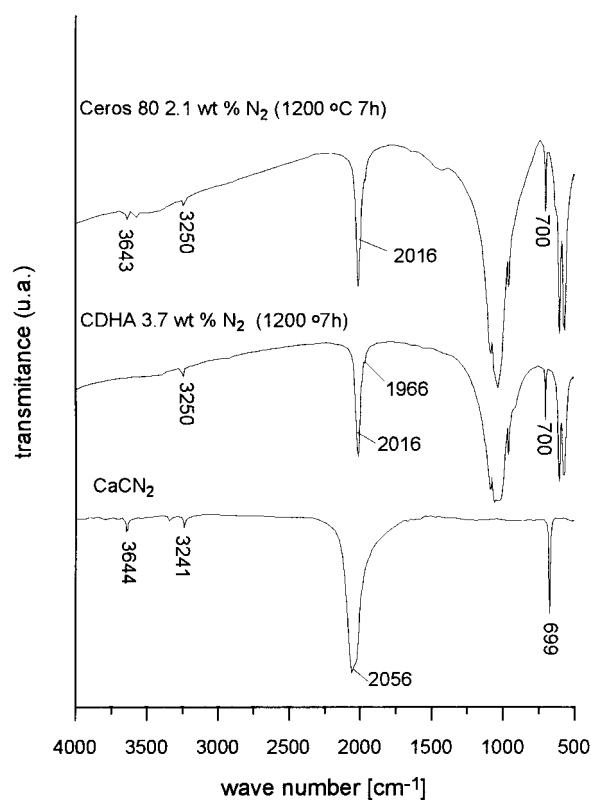 Ceros 80 2.1 wt % N₂ (1200 ºC 7h)
3643
3250
2016
700
CDHA 3.7 wt % N₂ (1200 º7h)
3250
1966
2016
700
CaCN₂
3644
3241
2056
699
transmitance (u.a.)
4000 3500 3000 2500 2000 1500 1000 500
wave number [cm⁻¹]